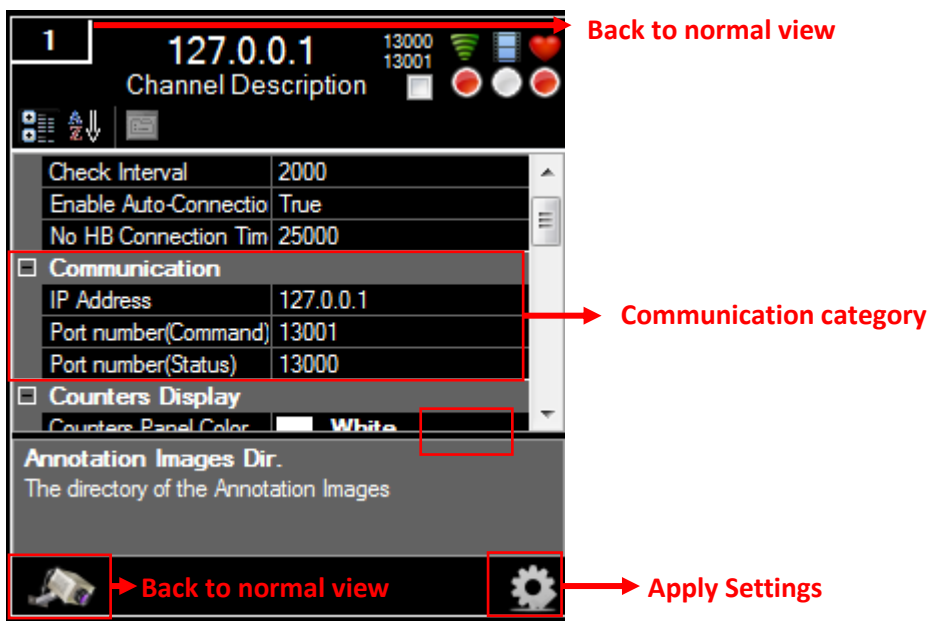 1
127.0.0.1
13000
13001
Channel Description
Back to normal view
Check Interval 2000
Enable Auto-Connectio True
No HB Connection Tim 25000
Communication
IP Address 127.0.0.1
Port number(Command) 13001
Port number(Status) 13000
Communication category
Counters Display
Counters Panel Color White
Annotation Images Dir.
The directory of the Annotation Images
Back to normal view
Apply Settings